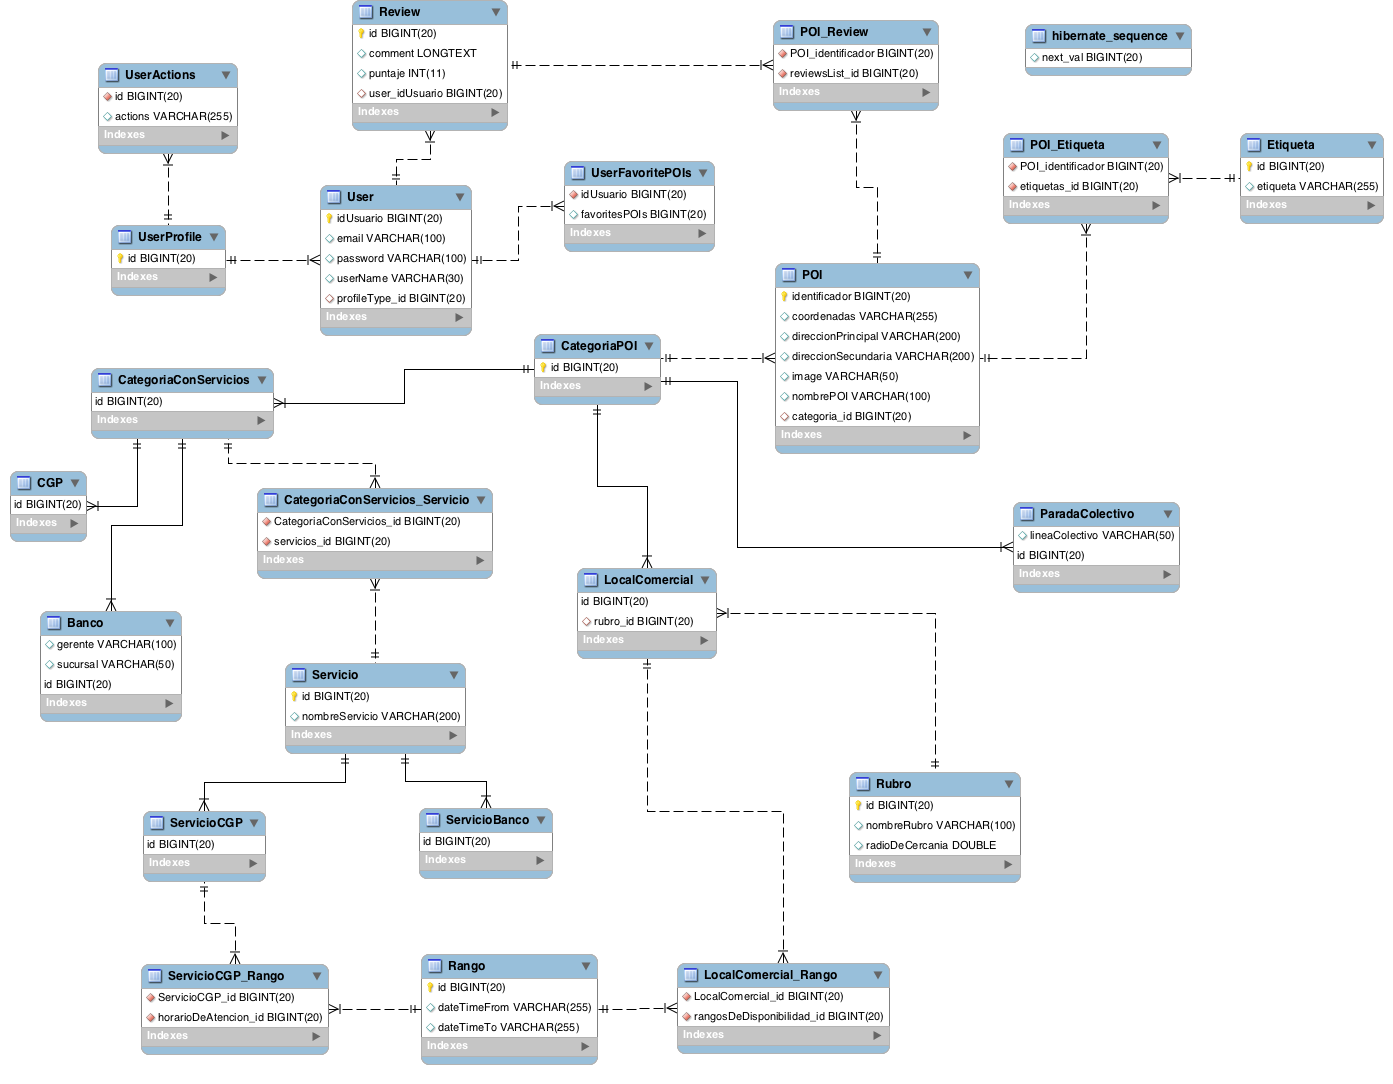 Review
id BIGINT(20)
comment LONGTEXT
puntaje INT(11)
user_idUsuario BIGINT(20)
Indexes
POI_Review
POI_identificador BIGINT(20)
reviewsList_id BIGINT(20)
Indexes
hibernate_sequence
next_val BIGINT(20)
UserActions
id BIGINT(20)
actions VARCHAR(255)
Indexes
POI_Etiqueta
POI_identificador BIGINT(20)
etiquetas_id BIGINT(20)
Indexes
Etiqueta
id BIGINT(20)
etiqueta VARCHAR(255)
Indexes
UserFavoritePOIs
idUsuario BIGINT(20)
favoritesPOIs BIGINT(20)
Indexes
User
idUsuario BIGINT(20)
email VARCHAR(100)
password VARCHAR(100)
userName VARCHAR(30)
profileType_id BIGINT(20)
Indexes
UserProfile
id BIGINT(20)
Indexes
POI
identificador BIGINT(20)
coordenadas VARCHAR(255)
direccionPrincipal VARCHAR(200)
direccionSecundaria VARCHAR(200)
image VARCHAR(50)
nombrePOI VARCHAR(100)
categoria_id BIGINT(20)
Indexes
CategoriaPOI
id BIGINT(20)
Indexes
CategoriaConServicios
id BIGINT(20)
Indexes
CGP
id BIGINT(20)
Indexes
CategoriaConServicios_Servicio
CategoriaConServicios_id BIGINT(20)
servicios_id BIGINT(20)
Indexes
ParadaColectivo
lineaColectivo VARCHAR(50)
id BIGINT(20)
Indexes
LocalComercial
id BIGINT(20)
rubro_id BIGINT(20)
Indexes
Banco
gerente VARCHAR(100)
sucursal VARCHAR(50)
id BIGINT(20)
Indexes
Servicio
id BIGINT(20)
nombreServicio VARCHAR(200)
Indexes
Rubro
id BIGINT(20)
nombreRubro VARCHAR(100)
radioDeCercania DOUBLE
Indexes
ServicioCGP
id BIGINT(20)
Indexes
ServicioBanco
id BIGINT(20)
Indexes
ServicioCGP_Rango
ServicioCGP_id BIGINT(20)
horarioDeAtencion_id BIGINT(20)
Indexes
Rango
id BIGINT(20)
dateTimeFrom VARCHAR(255)
dateTimeTo VARCHAR(255)
Indexes
LocalComercial_Rango
LocalComercial_id BIGINT(20)
rangosDeDisponibilidad_id BIGINT(20)
Indexes